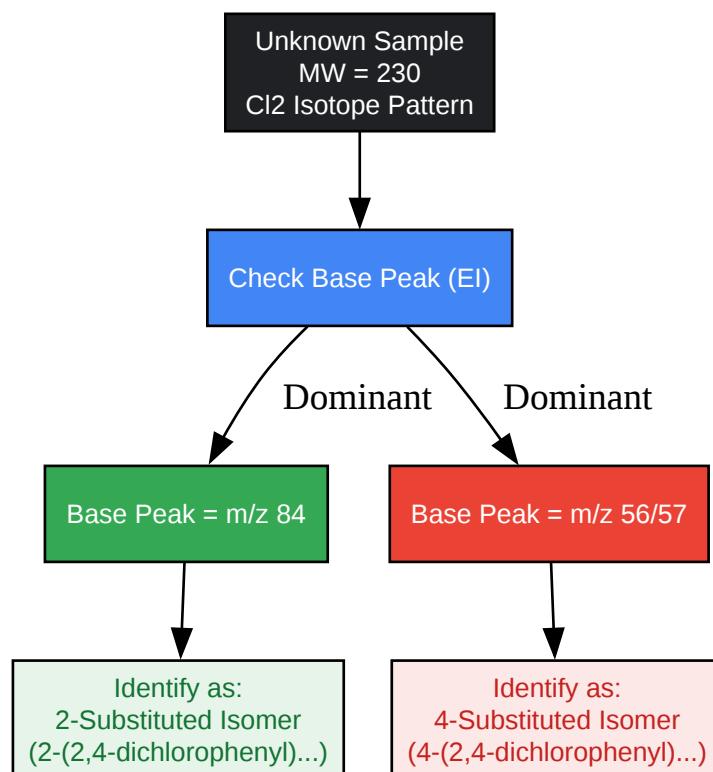 Unknown Sample
MW = 230
Cl2 Isotope Pattern
Check Base Peak (EI)
Dominant
Dominant
Base Peak = m/z 84
Base Peak = m/z 56/57
Identify as:
2-Substituted Isomer
(2-(2,4-dichlorophenyl)...)
Identify as:
4-Substituted Isomer
(4-(2,4-dichlorophenyl)...)